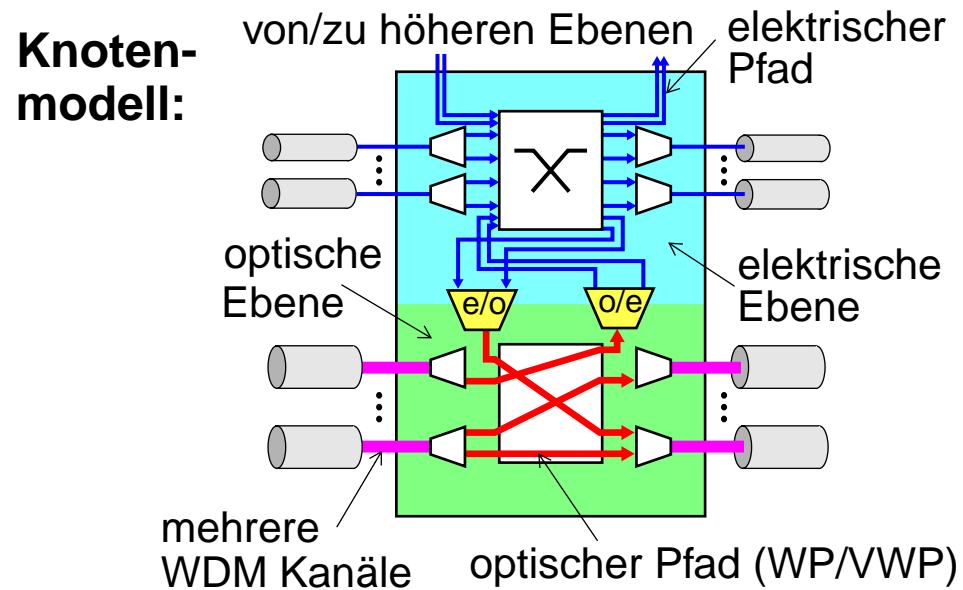 Knoten-
modell:
von/zu höheren Ebenen
elektrischer
Pfad
optische
Ebene
elektrische
Ebene
e/o
o/e
mehrere
WDM Kanäle
optischer Pfad (WP/VWP)